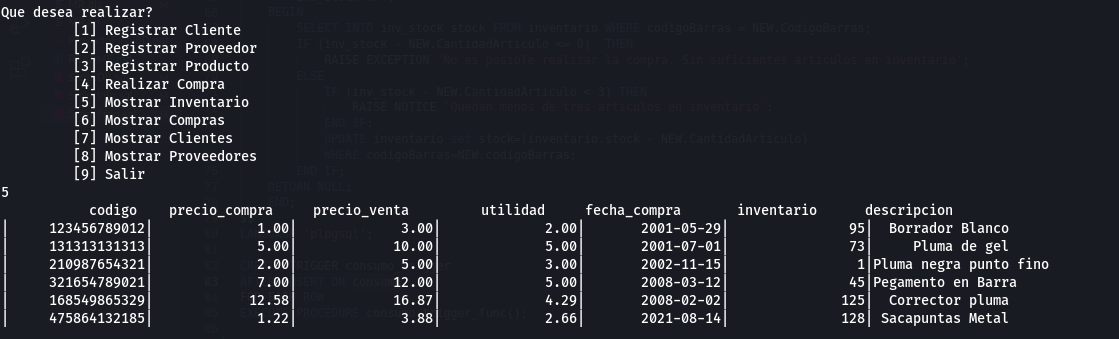 Que desea realizar?
[1] Registrar Cliente
[2] Registrar Proveedor
[3] Registrar Producto
[4] Realizar Compra
[5] Mostrar Inventario
[6] Mostrar Compras
[7] Mostrar Clientes
[8] Mostrar Proveedores
[9] Salir
5
codigo precio_compra precio_venta utilidad fecha_compra inventario descripcion
| 123456789012| 1.00| 3.00| 2.00| 2001-05-29| 95| Borrador Blanco
| 131313131313| 5.00| 10.00| 5.00| 2001-07-01| 73| Pluma de gel
| 210987654321| 2.00| 5.00| 3.00| 2002-11-15| 1|Pluma negra punto fino
| 321654789021| 7.00| 12.00| 5.00| 2008-03-12| 45|Pegamento en Barra
| 168549865329| 12.58| 16.87| 4.29| 2008-02-02| 125| Corrector pluma
| 475864132185| 1.22| 3.88| 2.66| 2021-08-14| 128| Sacapuntas Metal